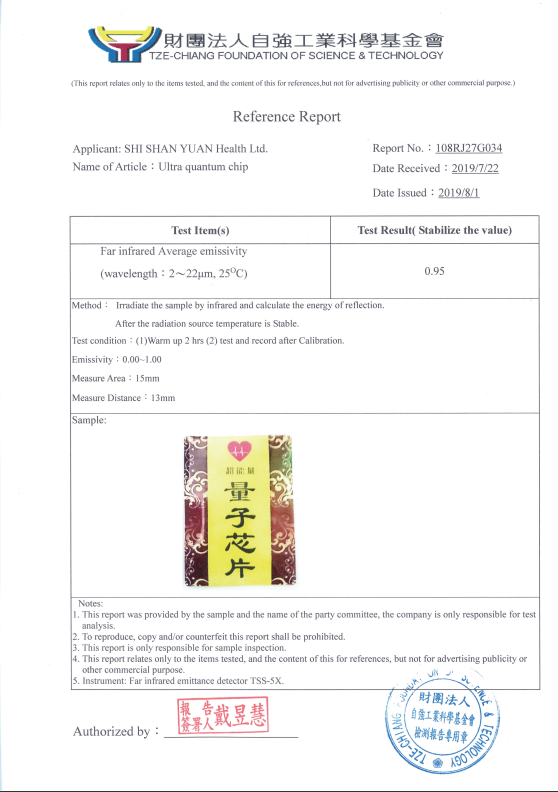 財團法人自強工業科學基金會
TZE-CHIANG FOUNDATION OF SCIENCE & TECHNOLOGY
(This report relates only to the items tested, and the content of this for references,but not for advertising publicity or other commercial purpose.)
Reference Report
Applicant: SHI SHAN YUAN Health Ltd.
Report No.：108RJ27G034
Name of Article：Ultra quantum chip
Date Received：2019/7/22
Date Issued：2019/8/1
Test Item(s)
Test Result( Stabilize the value)
Far infrared Average emissivity
(wavelength：2～22μm, 25⁰C)
0.95
Method： Irradiate the sample by infrared and calculate the energy of reflection.
After the radiation source temperature is Stable.
Test condition：(1)Warm up 2 hrs (2) test and record after Calibration.
Emissivity：0.00~1.00
Measure Area：15mm
Measure Distance：13mm
Sample:
超能量
量子芯片
Notes:
1. This report was provided by the sample and the name of the party committee, the company is only responsible for test
analysis.
2. To reproduce, copy and/or counterfeit this report shall be prohibited.
3. This report is only responsible for sample inspection.
4. This report relates only to the items tested, and the content of this for references, but not for advertising publicity or
other commercial purpose.
5. Instrument: Far infrared emittance detector TSS-5X.
Authorized by：
報告
簽署人
戴昱慧
TZE-CHIANG FOUNDATION OF SCIENCE & TECHNOLOGY
財團法人
自強工業科學基金會
檢測報告專用章